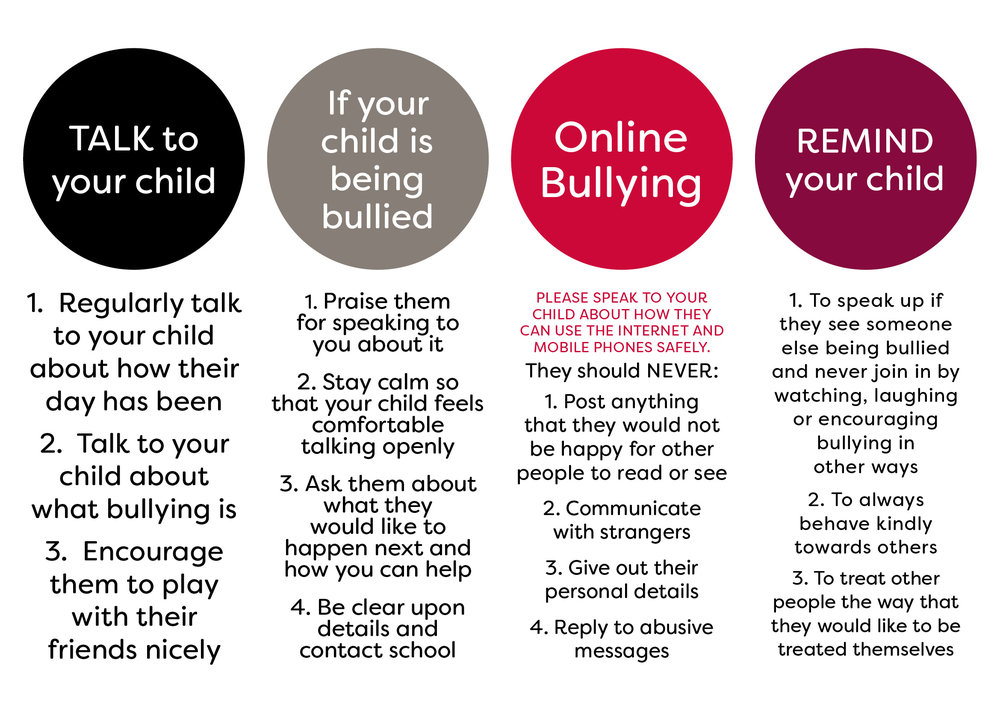 TALK to
your child
1. Regularly talk
to your child
about how their
day has been
2. Talk to your
child about
what bullying is
3. Encourage
them to play
with their
friends nicely
If your
child is
being
bullied
1. Praise them
for speaking to
you about it
2. Stay calm so
that your child feels
comfortable
talking openly
3. Ask them about
what they
would like to
happen next and
how you can help
4. Be clear upon
details and
contact school
Online
Bullying
PLEASE SPEAK TO YOUR
CHILD ABOUT HOW THEY
CAN USE THE INTERNET AND
MOBILE PHONES SAFELY.
They should NEVER:
1. Post anything
that they would not
be happy for other
people to read or see
2. Communicate
with strangers
3. Give out their
personal details
4. Reply to abusive
messages
REMIND
your child
1. To speak up if
they see someone
else being bullied
and never join in by
watching, laughing
or encouraging
bullying in
other ways
2. To always
behave kindly
towards others
3. To treat other
people the way that
they would like to be
treated themselves